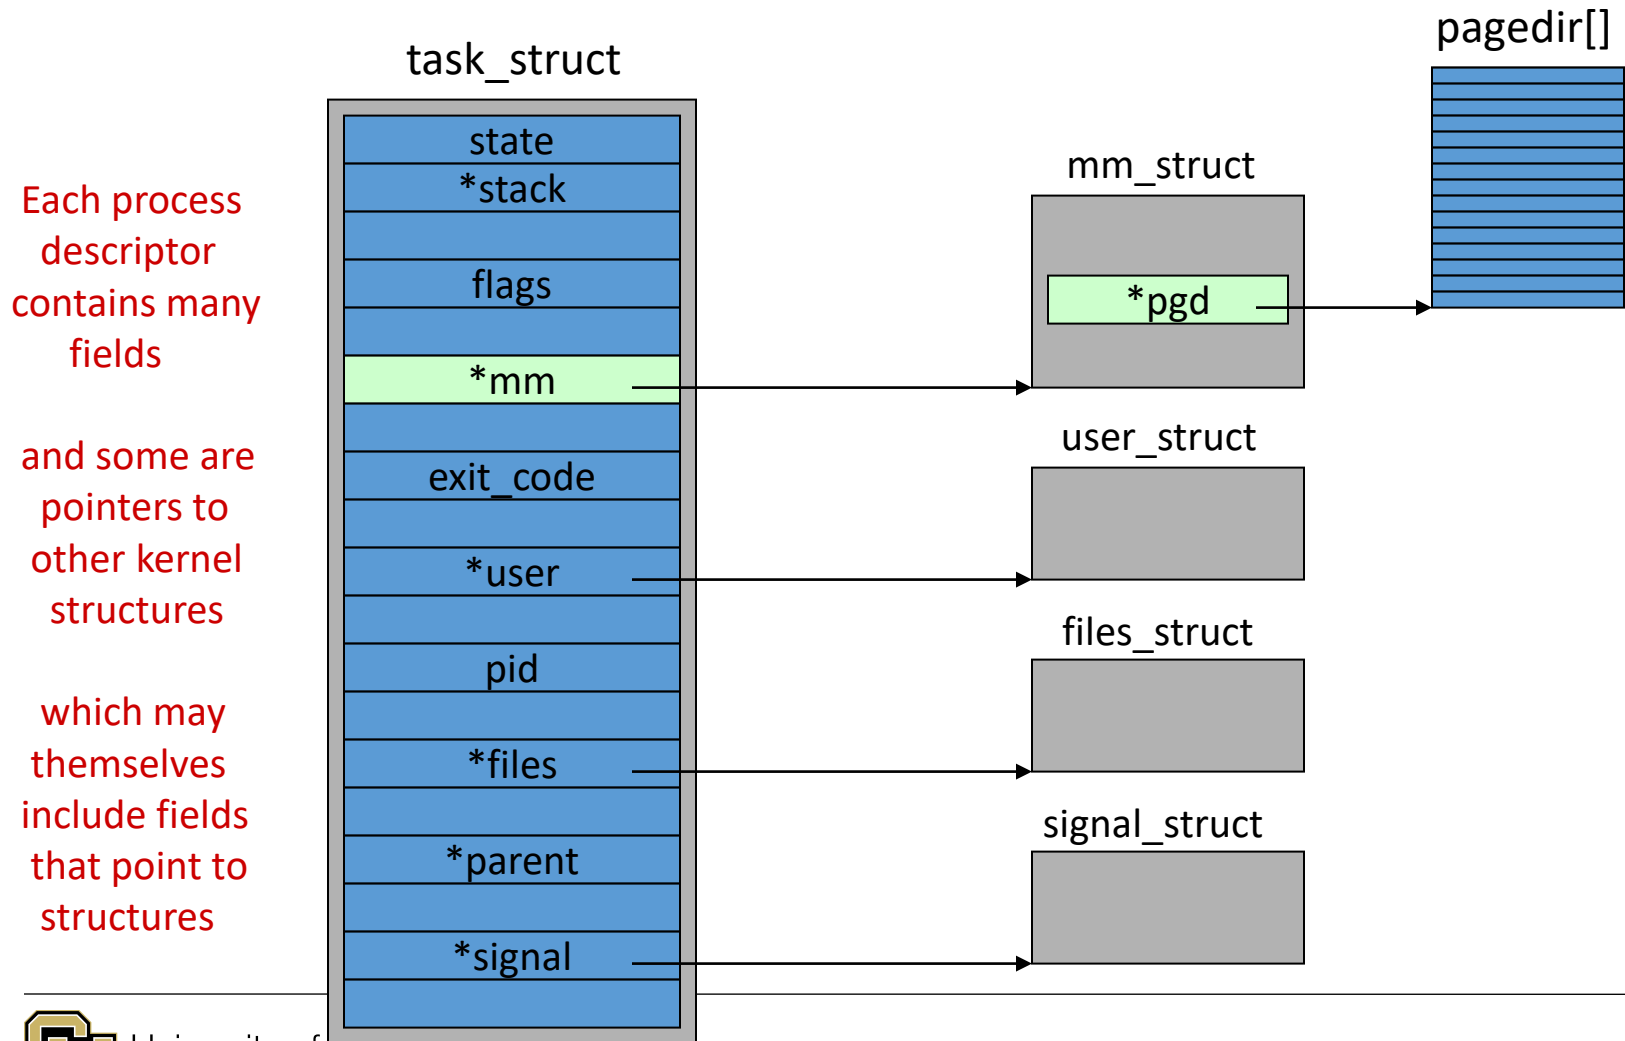 pagedir[]
task_struct
state
*stack
flags
*mm
exit_code
*user
pid
*files
*parent
*signal
mm_struct
*pgd
user_struct
files_struct
signal_struct
Each process
descriptor
contains many
fields
and some are
pointers to
other kernel
structures
which may
themselves
include fields
that point to
structures